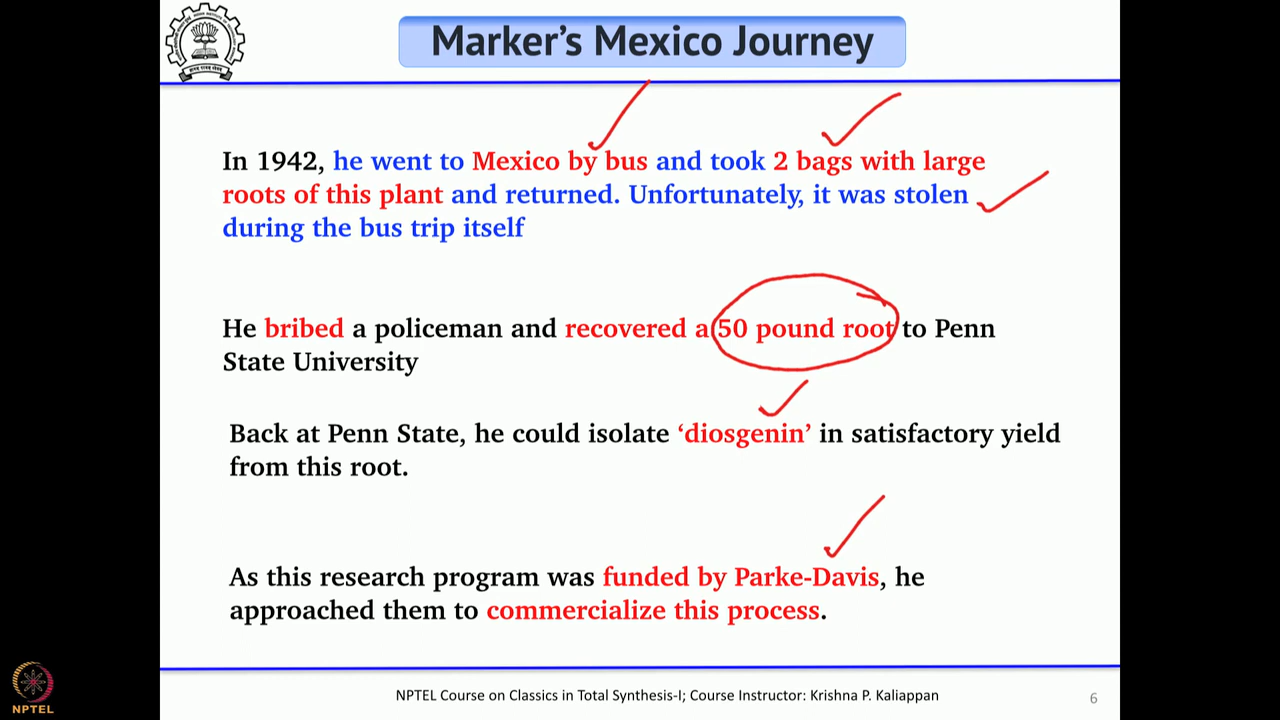 Marker's Mexico Journey
In 1942, he went to Mexico by bus and took 2 bags with large
roots of this plant and returned. Unfortunately, it was stolen
during the bus trip itself
He bribed a policeman and recovered a 50 pound root to Penn
State University
Back at Penn State, he could isolate ‘diosgenin’ in satisfactory yield
from this root.
As this research program was funded by Parke-Davis, he
approached them to commercialize this process.
NPTEL Course on Classics in Total Synthesis-I; Course Instructor: Krishna P. Kaliappan
6
NPTEL